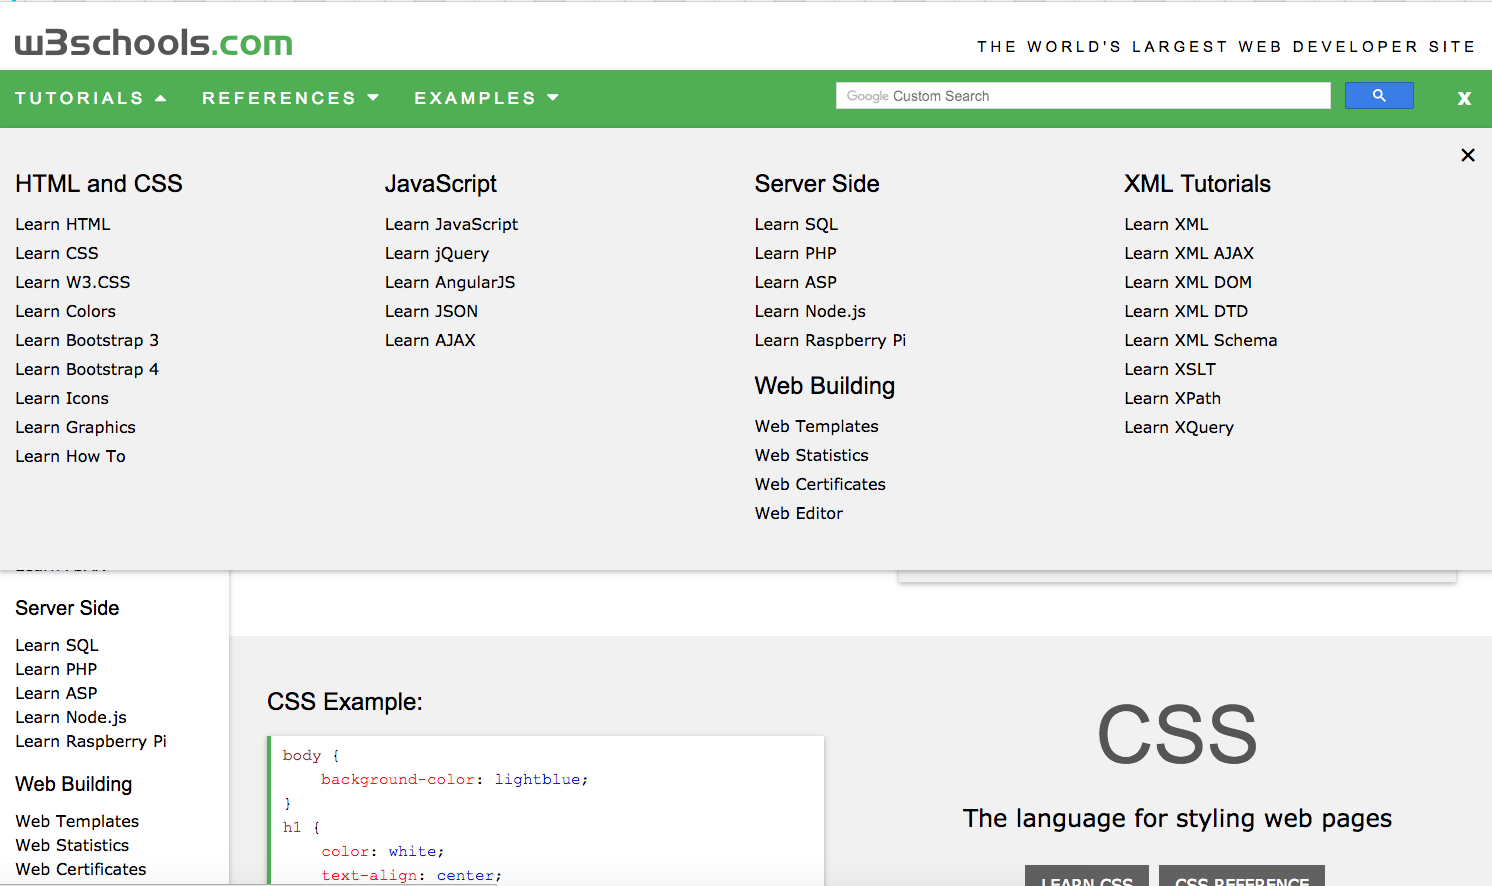 w3schools.com
THE WORLD'S LARGEST WEB DEVELOPER SITE
TUTORIALS REFERENCES EXAMPLES
Google Custom Search
x
HTML and CSS
Learn HTML
Learn CSS
Learn W3.CSS
Learn Colors
Learn Bootstrap 3
Learn Bootstrap 4
Learn Icons
Learn Graphics
Learn How To
JavaScript
Learn JavaScript
Learn jQuery
Learn AngularJS
Learn JSON
Learn AJAX
Server Side
Learn SQL
Learn PHP
Learn ASP
Learn Node.js
Learn Raspberry Pi
Web Building
Web Templates
Web Statistics
Web Certificates
Web Editor
XML Tutorials
Learn XML
Learn XML AJAX
Learn XML DOM
Learn XML DTD
Learn XML Schema
Learn XSLT
Learn XPath
Learn XQuery
Server Side
Learn SQL
Learn PHP
Learn ASP
Learn Node.js
Learn Raspberry Pi
Web Building
Web Templates
Web Statistics
Web Certificates
CSS Example:
body {
background-color: lightblue;
}
h1 {
color: white;
text-align: center;
CSS
The language for styling web pages
LEARN CSS
CSS REFERENCE